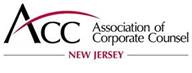 ACC Association of
Corporate Counsel
NEW JERSEY